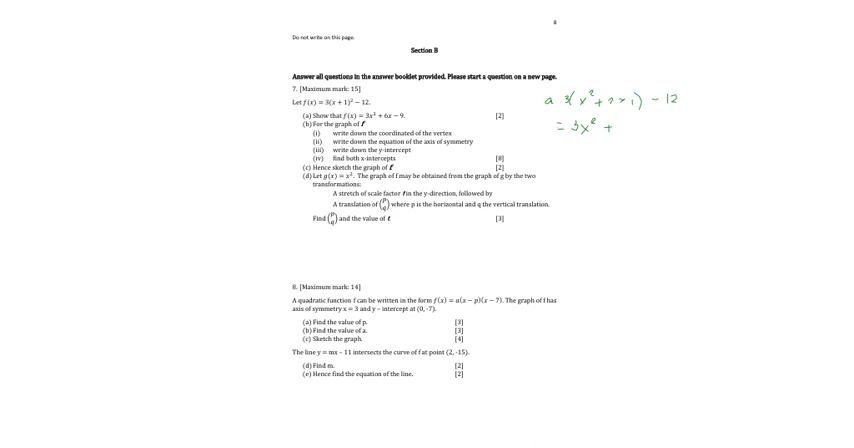 8
Do not write on this page.
Section B
Answer all questions in the answer booklet provided. Please start a question on a new page.
7. [Maximum mark: 15]
Let f(x) = 3(x + 1)² − 12.
(a) Show that f(x) = 3x² + 6x − 9. [2]
(b) For the graph of f
(i) write down the coordinated of the vertex
(ii) write down the equation of the axis of symmetry
(iii) write down the y-intercept
(iv) find both x-intercepts [8]
(c) Hence sketch the graph of f [2]
(d) Let g(x) = x². The graph of f may be obtained from the graph of g by the two
transformations:
A stretch of scale factor t in the y-direction, followed by
A translation of (p q) where p is the horizontal and q the vertical translation.
Find (p q) and the value of t [3]
a 3(x² + 2x + 1) − 12
= 3x² +
8. [Maximum mark: 14]
A quadratic function f can be written in the form f(x) = a(x − p)(x − 7). The graph of f has
axis of symmetry x = 3 and y – intercept at (0, -7).
(a) Find the value of p. [3]
(b) Find the value of a. [3]
(c) Sketch the graph. [4]
The line y = mx – 11 intersects the curve of f at point (2, -15).
(d) Find m. [2]
(e) Hence find the equation of the line. [2]